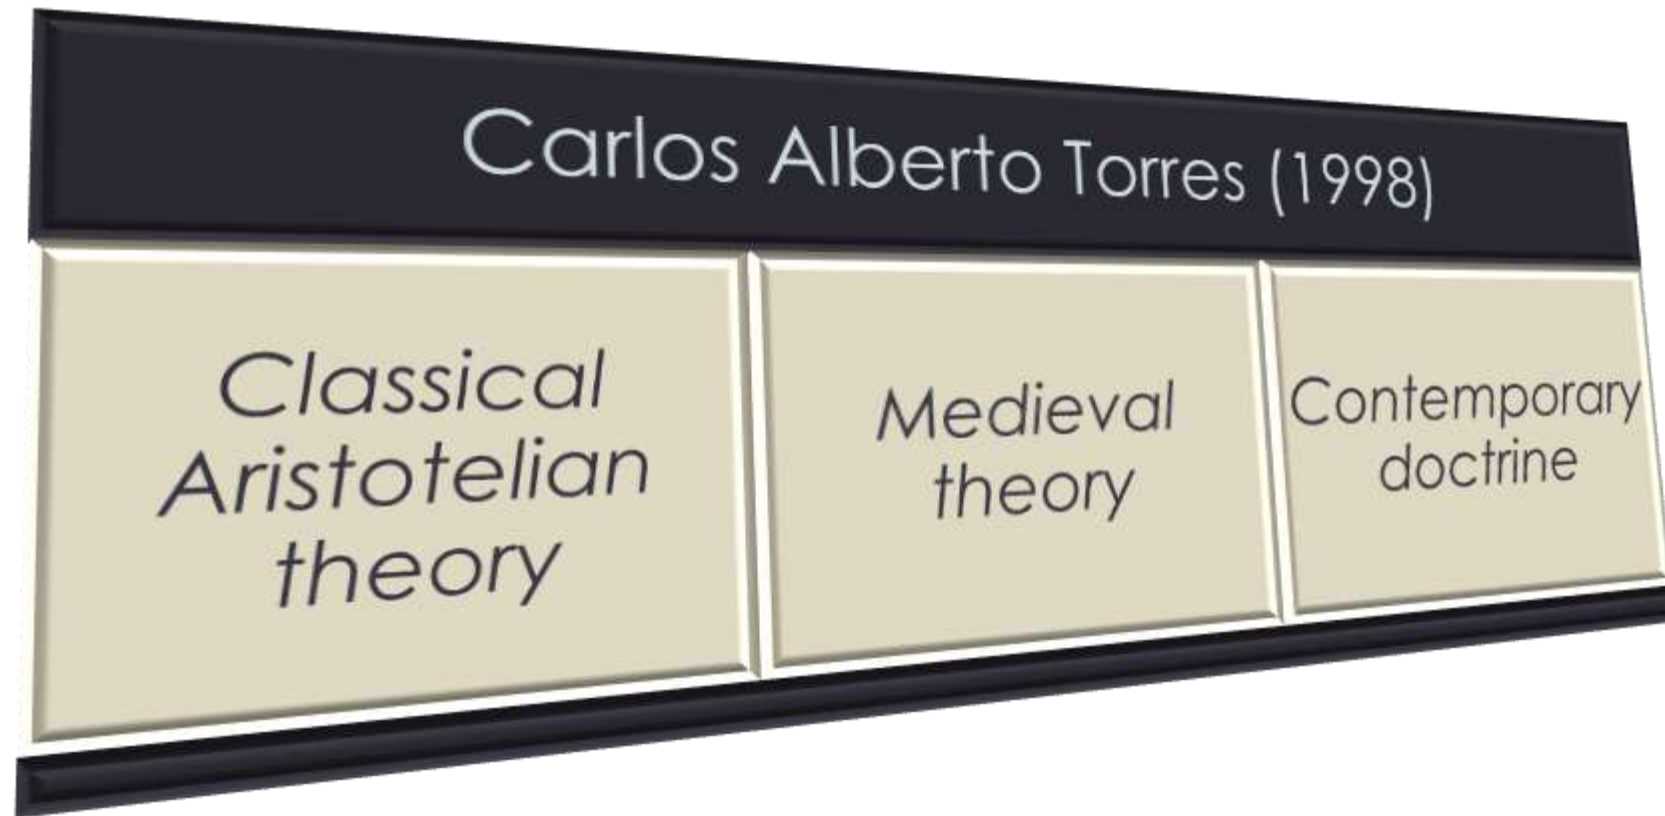 Carlos Alberto Torres (1998)
Classical
Aristotelian
theory
Medieval
theory
Contemporary
doctrine